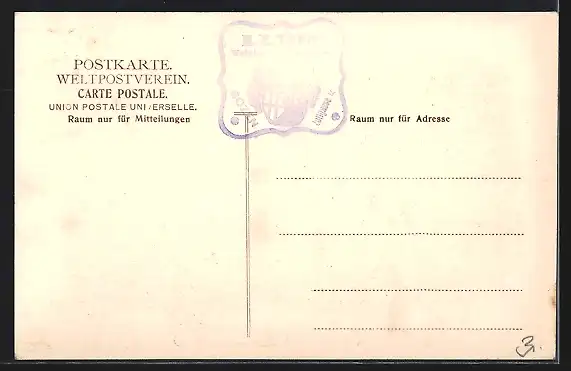 POSTKARTE.
WELTPOSTVEREIN.
CARTE POSTALE.
UNION POSTALE UNIVERSELLE.
Raum nur für Mitteilungen
Raum nur für Adresse
3.